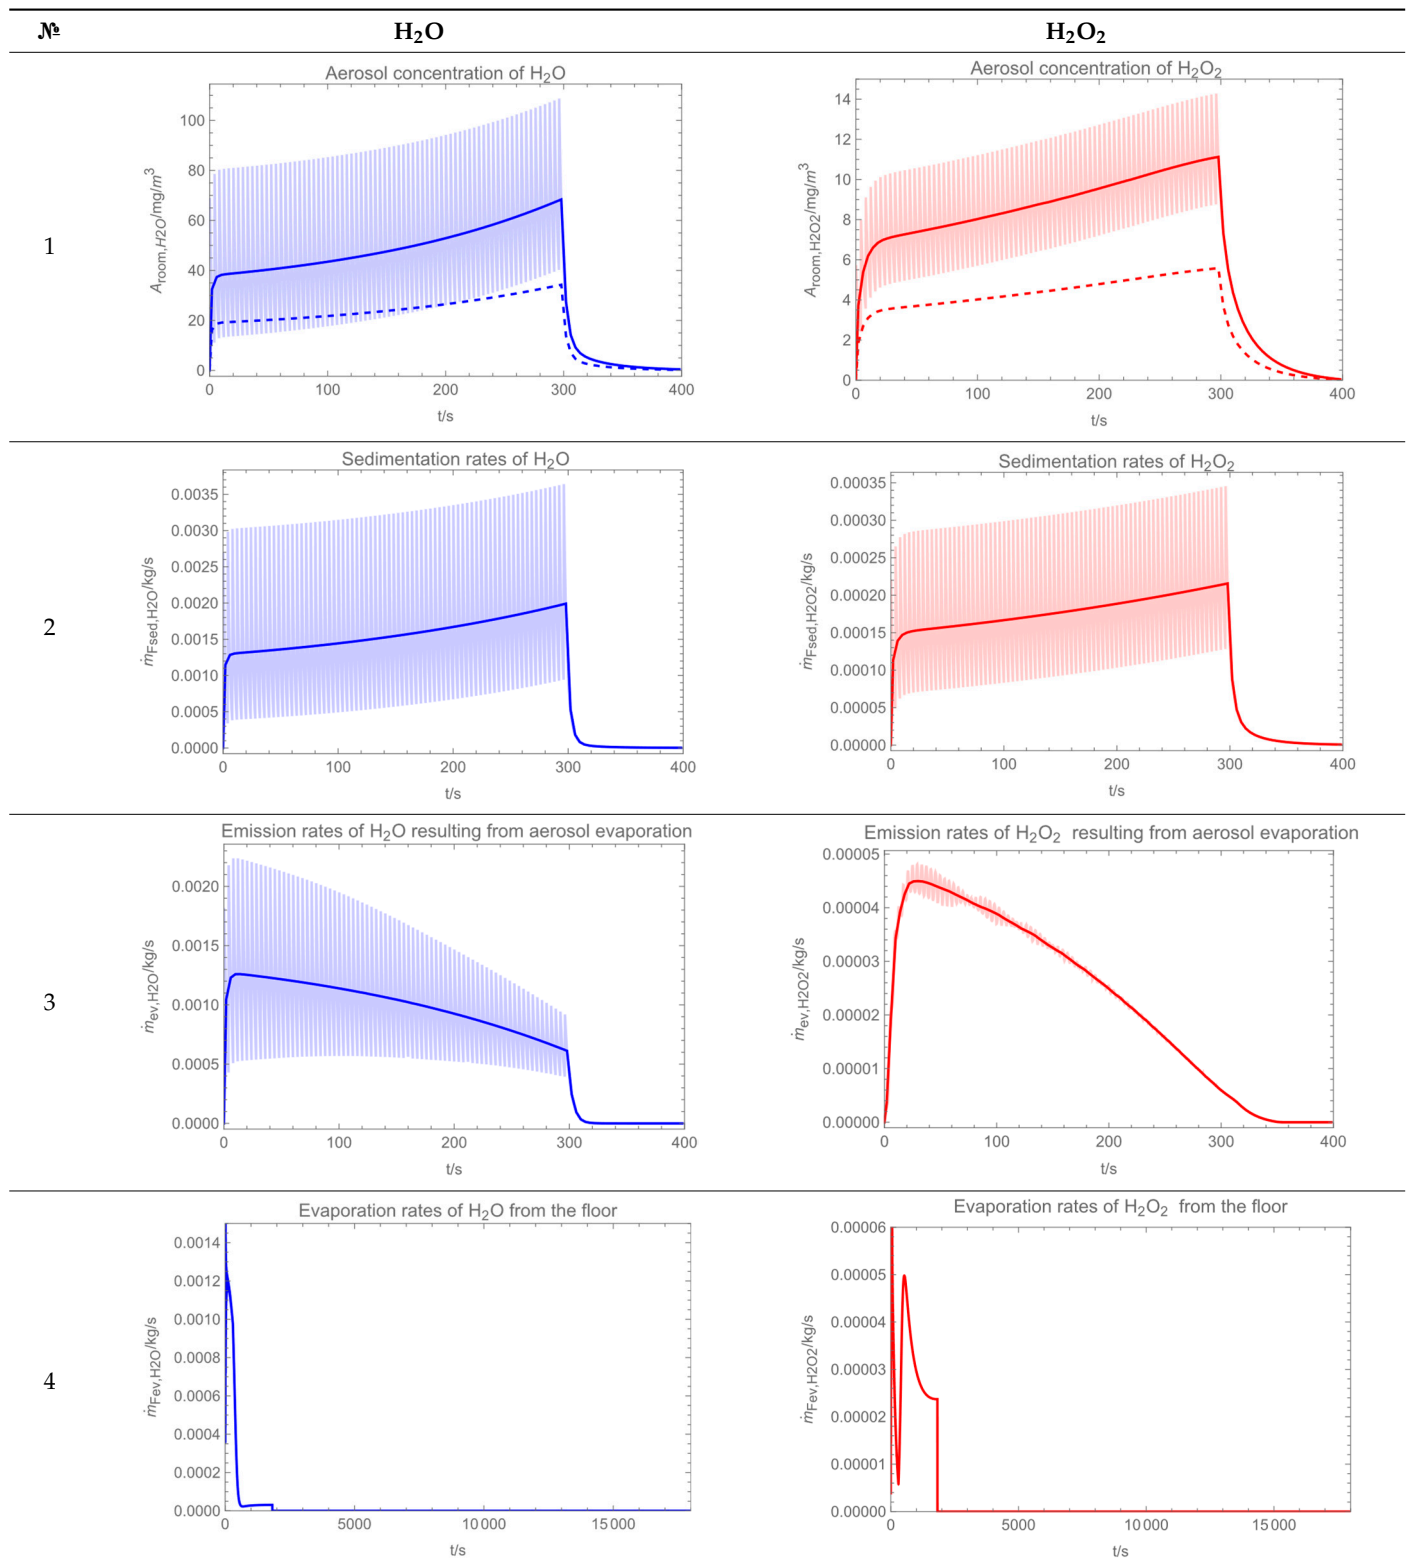 № H₂O H₂O₂
1
Aerosol concentration of H₂O
A_room,H2O/mg/m³
100
80
60
40
20
0
0 100 200 300 400
t/s
Aerosol concentration of H₂O₂
A_room,H2O2/mg/m³
14
12
10
8
6
4
2
0
0 100 200 300 400
t/s
2
Sedimentation rates of H₂O
ṁ_Fsed,H2O/kg/s
0.0035
0.0030
0.0025
0.0020
0.0015
0.0010
0.0005
0.0000
0 100 200 300 400
t/s
Sedimentation rates of H₂O₂
ṁ_Fsed,H2O2/kg/s
0.00035
0.00030
0.00025
0.00020
0.00015
0.00010
0.00005
0.00000
0 100 200 300 400
t/s
3
Emission rates of H₂O resulting from aerosol evaporation
ṁ_ev,H2O/kg/s
0.0020
0.0015
0.0010
0.0005
0.0000
0 100 200 300 400
t/s
Emission rates of H₂O₂ resulting from aerosol evaporation
ṁ_ev,H2O2/kg/s
0.00005
0.00004
0.00003
0.00002
0.00001
0.00000
0 100 200 300 400
t/s
4
Evaporation rates of H₂O from the floor
ṁ_Fev,H2O/kg/s
0.0014
0.0012
0.0010
0.0008
0.0006
0.0004
0.0002
0.0000
0 5000 10000 15000
t/s
Evaporation rates of H₂O₂ from the floor
ṁ_Fev,H2O2/kg/s
0.00006
0.00005
0.00004
0.00003
0.00002
0.00001
0.00000
0 5000 10000 15000
t/s